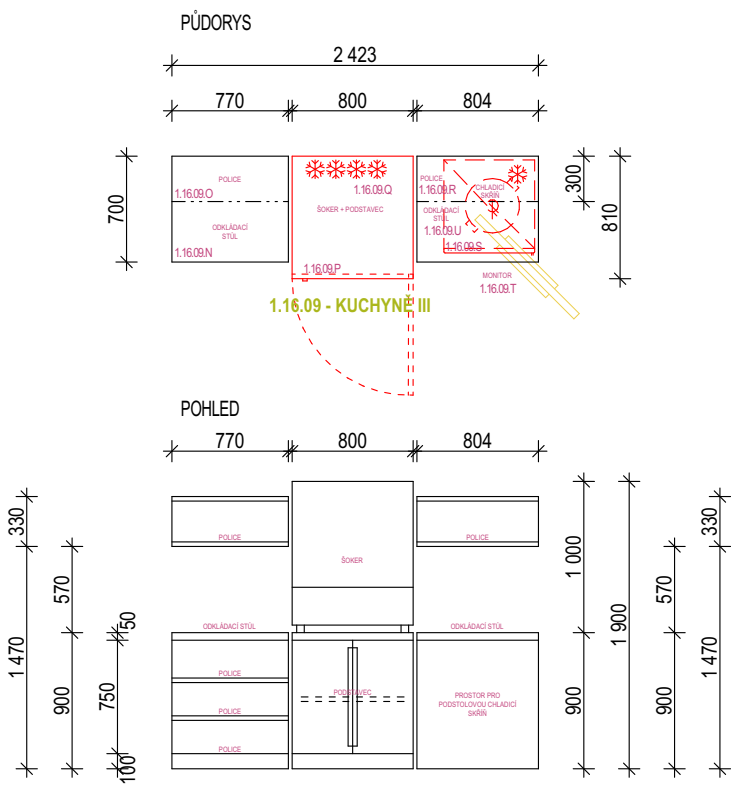 PŮDORYS
2 423
770
800
804
700
300
810
POLICE
1.16.09.O
ODKLÁDACÍ
STŮL
1.16.09.N
1.16.09.Q
ŠOKER + PODSTAVEC
1.16.09.P
POLICE
1.16.09.R
CHLADICÍ
SKŘÍŇ
ODKLÁDACÍ
STŮL
1.16.09.U
1.16.09.S
MONITOR
1.16.09.T
1.16.09 - KUCHYNĚ III
POHLED
770
800
804
330
570
1 470
900
50
750
100
POLICE
ŠOKER
POLICE
ODKLÁDACÍ STŮL
ODKLÁDACÍ STŮL
POLICE
POLICE
POLICE
PODSTAVEC
PROSTOR PRO
PODSTOLOVOU CHLADICÍ
SKŘÍŇ
1 000
1 900
900
330
570
1 470
900